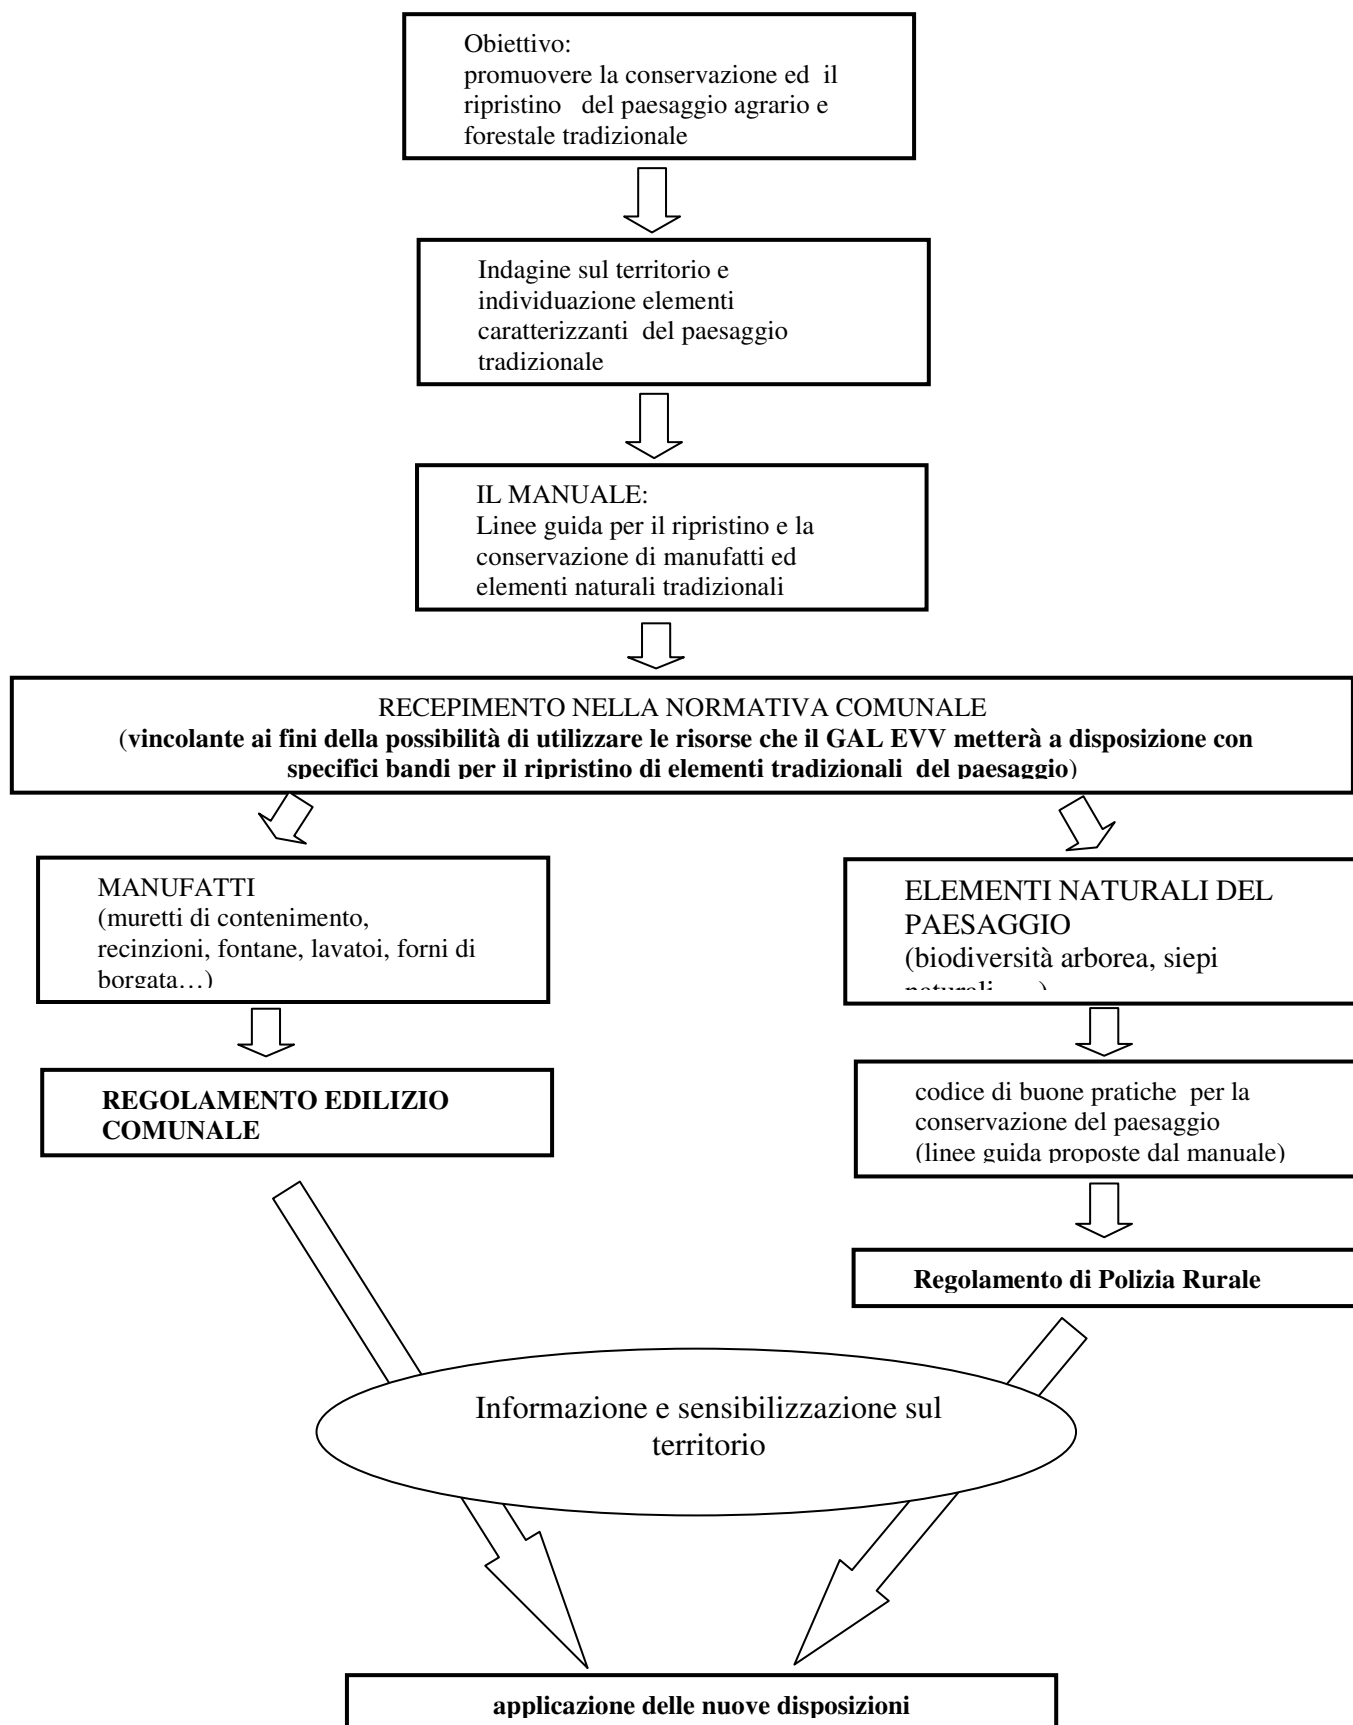 Obiettivo:
promuovere la conservazione ed il
ripristino del paesaggio agrario e
forestale tradizionale
Indagine sul territorio e
individuazione elementi
caratterizzanti del paesaggio
tradizionale
IL MANUALE:
Linee guida per il ripristino e la
conservazione di manufatti ed
elementi naturali tradizionali
RECEPIMENTO NELLA NORMATIVA COMUNALE
(vincolante ai fini della possibilità di utilizzare le risorse che il GAL EVV metterà a disposizione con
specifici bandi per il ripristino di elementi tradizionali del paesaggio)
MANUFATTI
(muretti di contenimento,
recinzioni, fontane, lavatoi, forni di
borgata…)
ELEMENTI NATURALI DEL
PAESAGGIO
(biodiversità arborea, siepi
naturali, …)
REGOLAMENTO EDILIZIO
COMUNALE
codice di buone pratiche per la
conservazione del paesaggio
(linee guida proposte dal manuale)
Regolamento di Polizia Rurale
Informazione e sensibilizzazione sul
territorio
applicazione delle nuove disposizioni